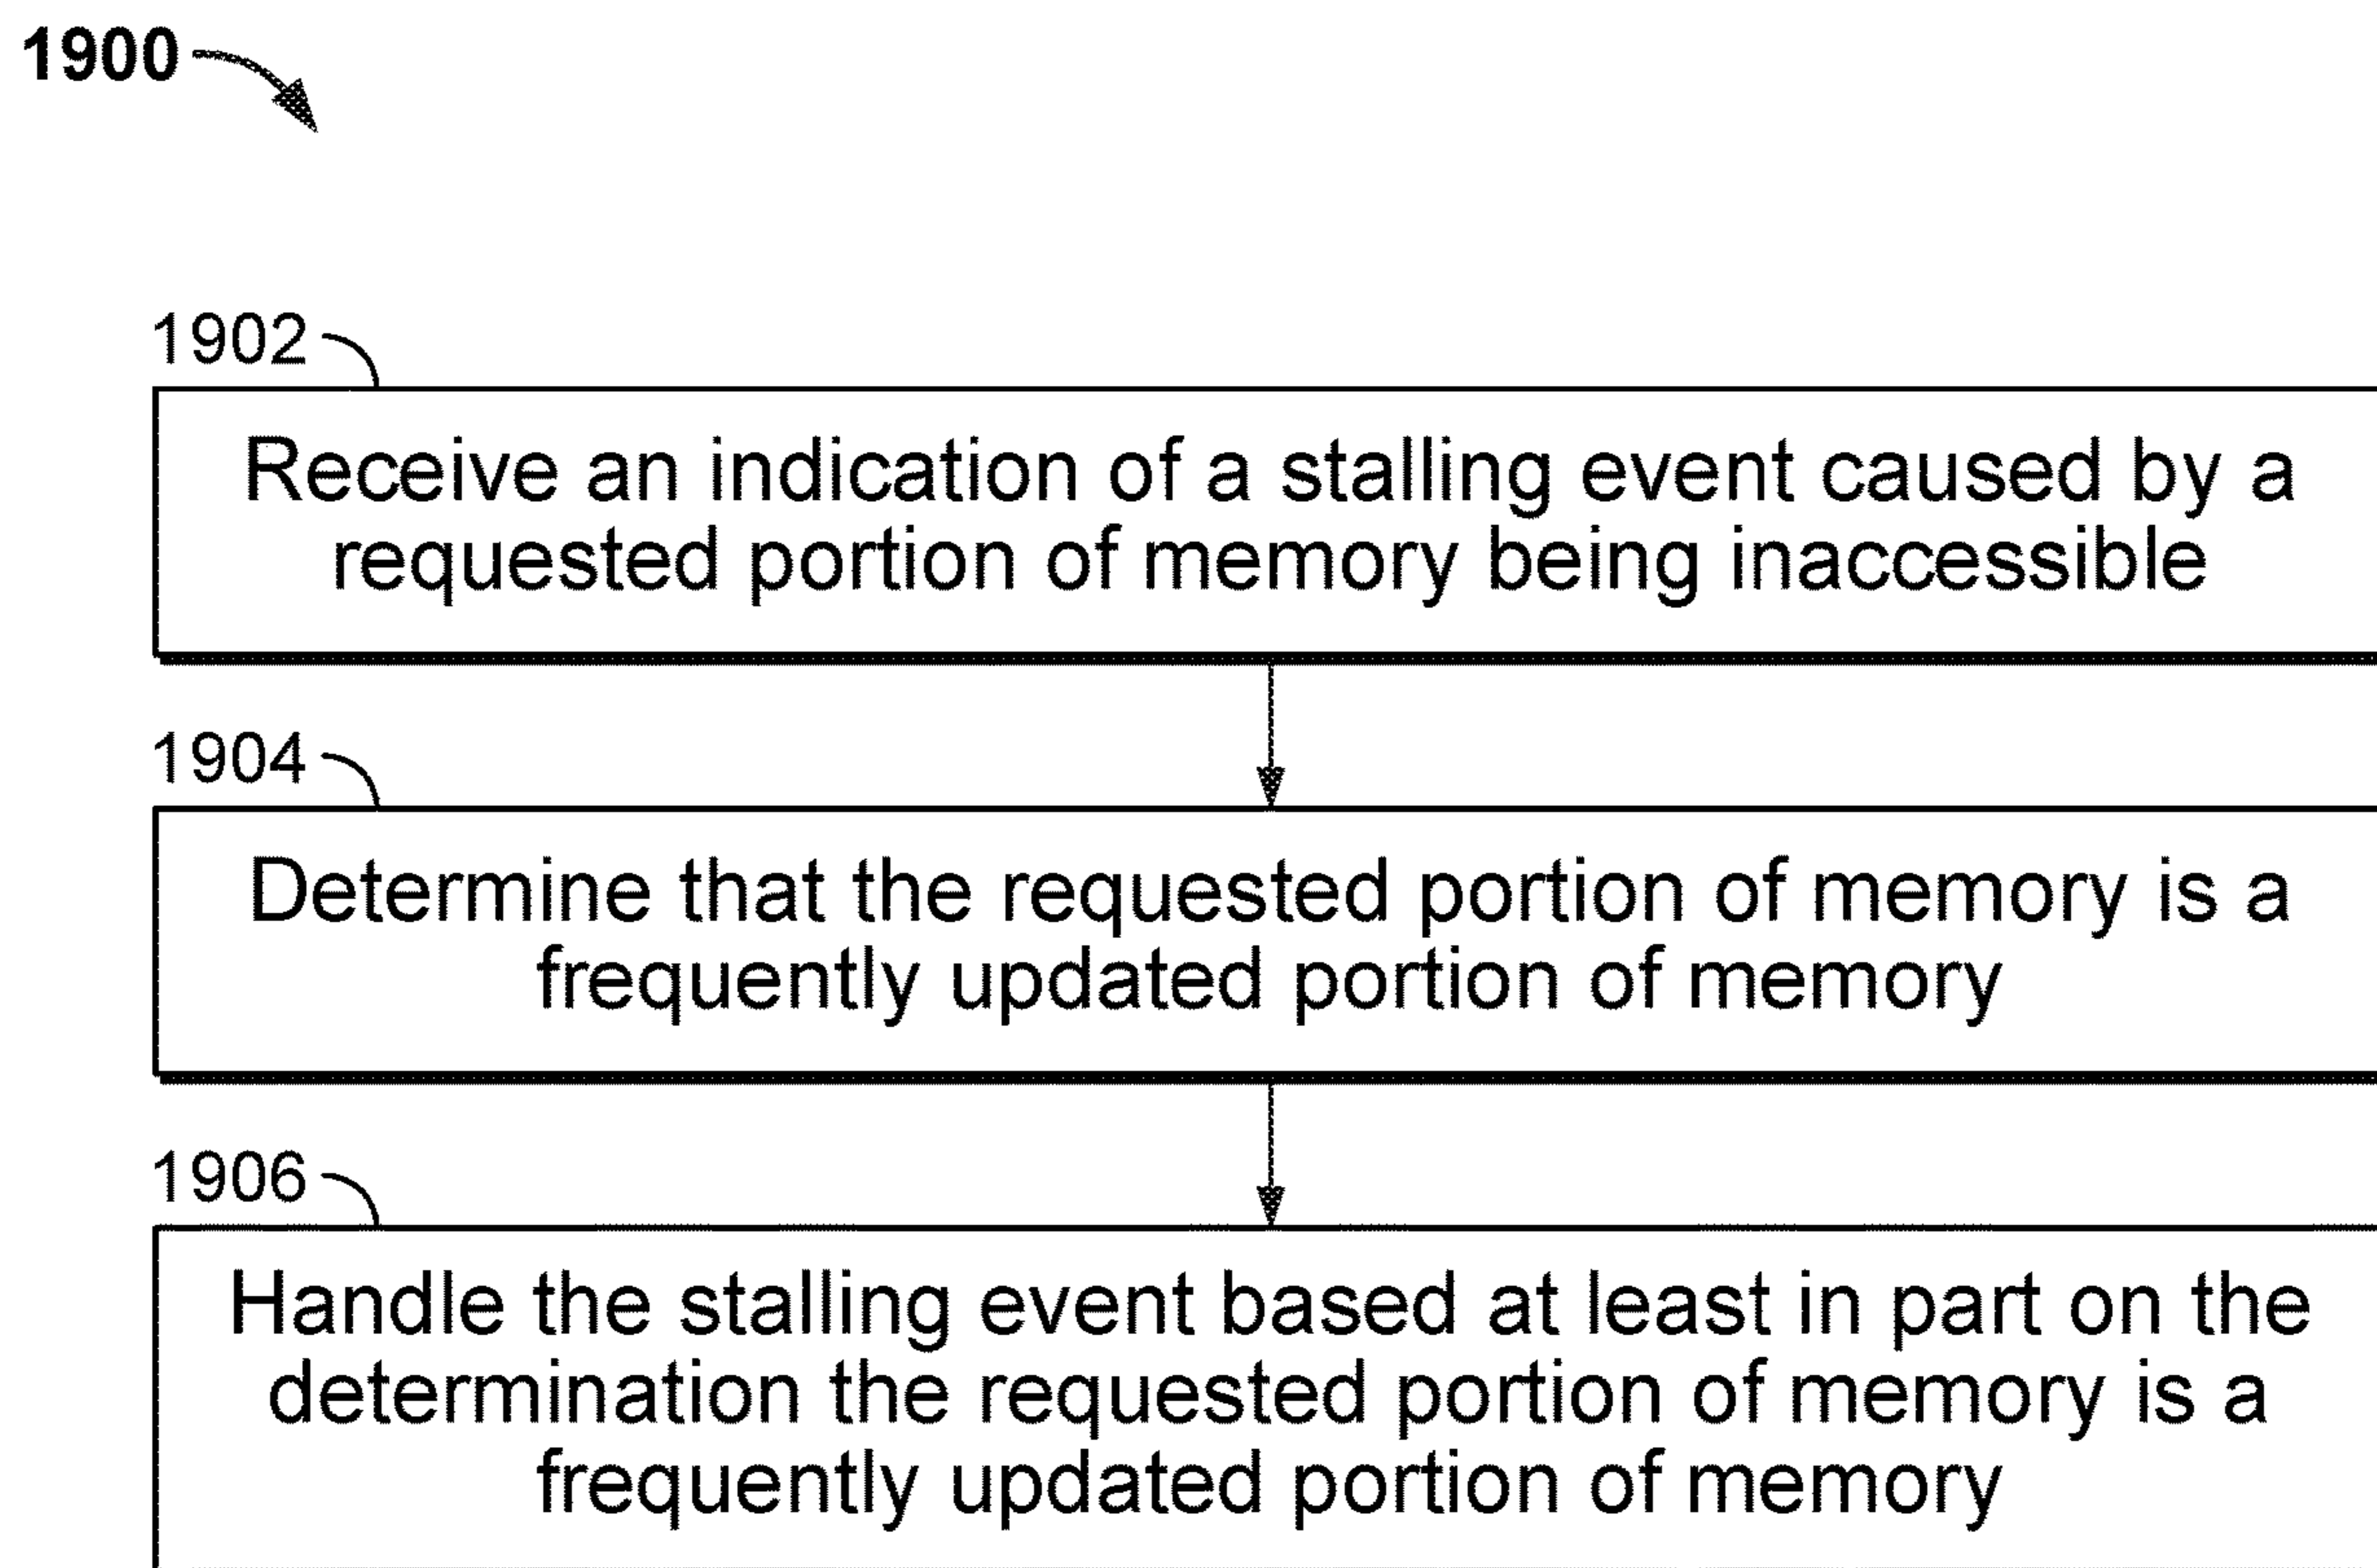 1900
1902
Receive an indication of a stalling event caused by a
requested portion of memory being inaccessible
1904
Determine that the requested portion of memory is a
frequently updated portion of memory
1906
Handle the stalling event based at least in part on the
determination the requested portion of memory is a
frequently updated portion of memory